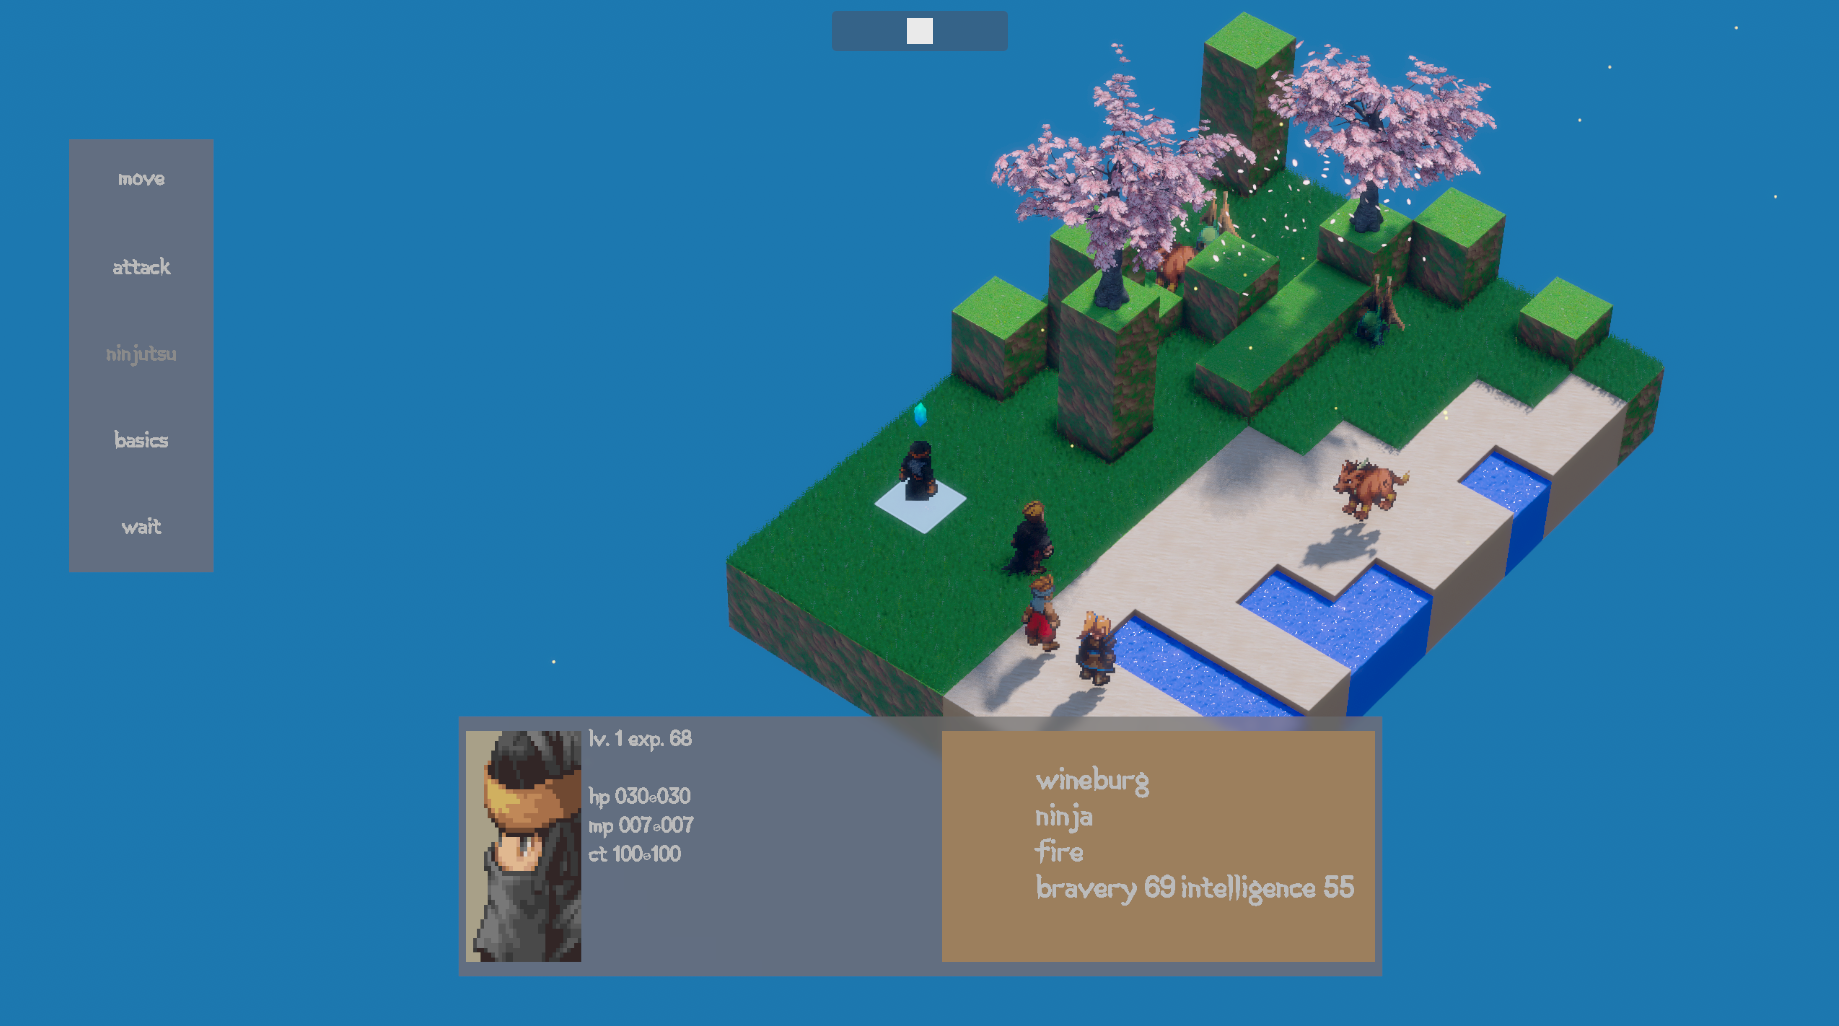 move
attack
ninjutsu
basics
wait
lv. 1 exp. 68
hp 030/030
mp 007/007
ct 100/100
wineburg
ninja
fire
bravery 69 intelligence 55